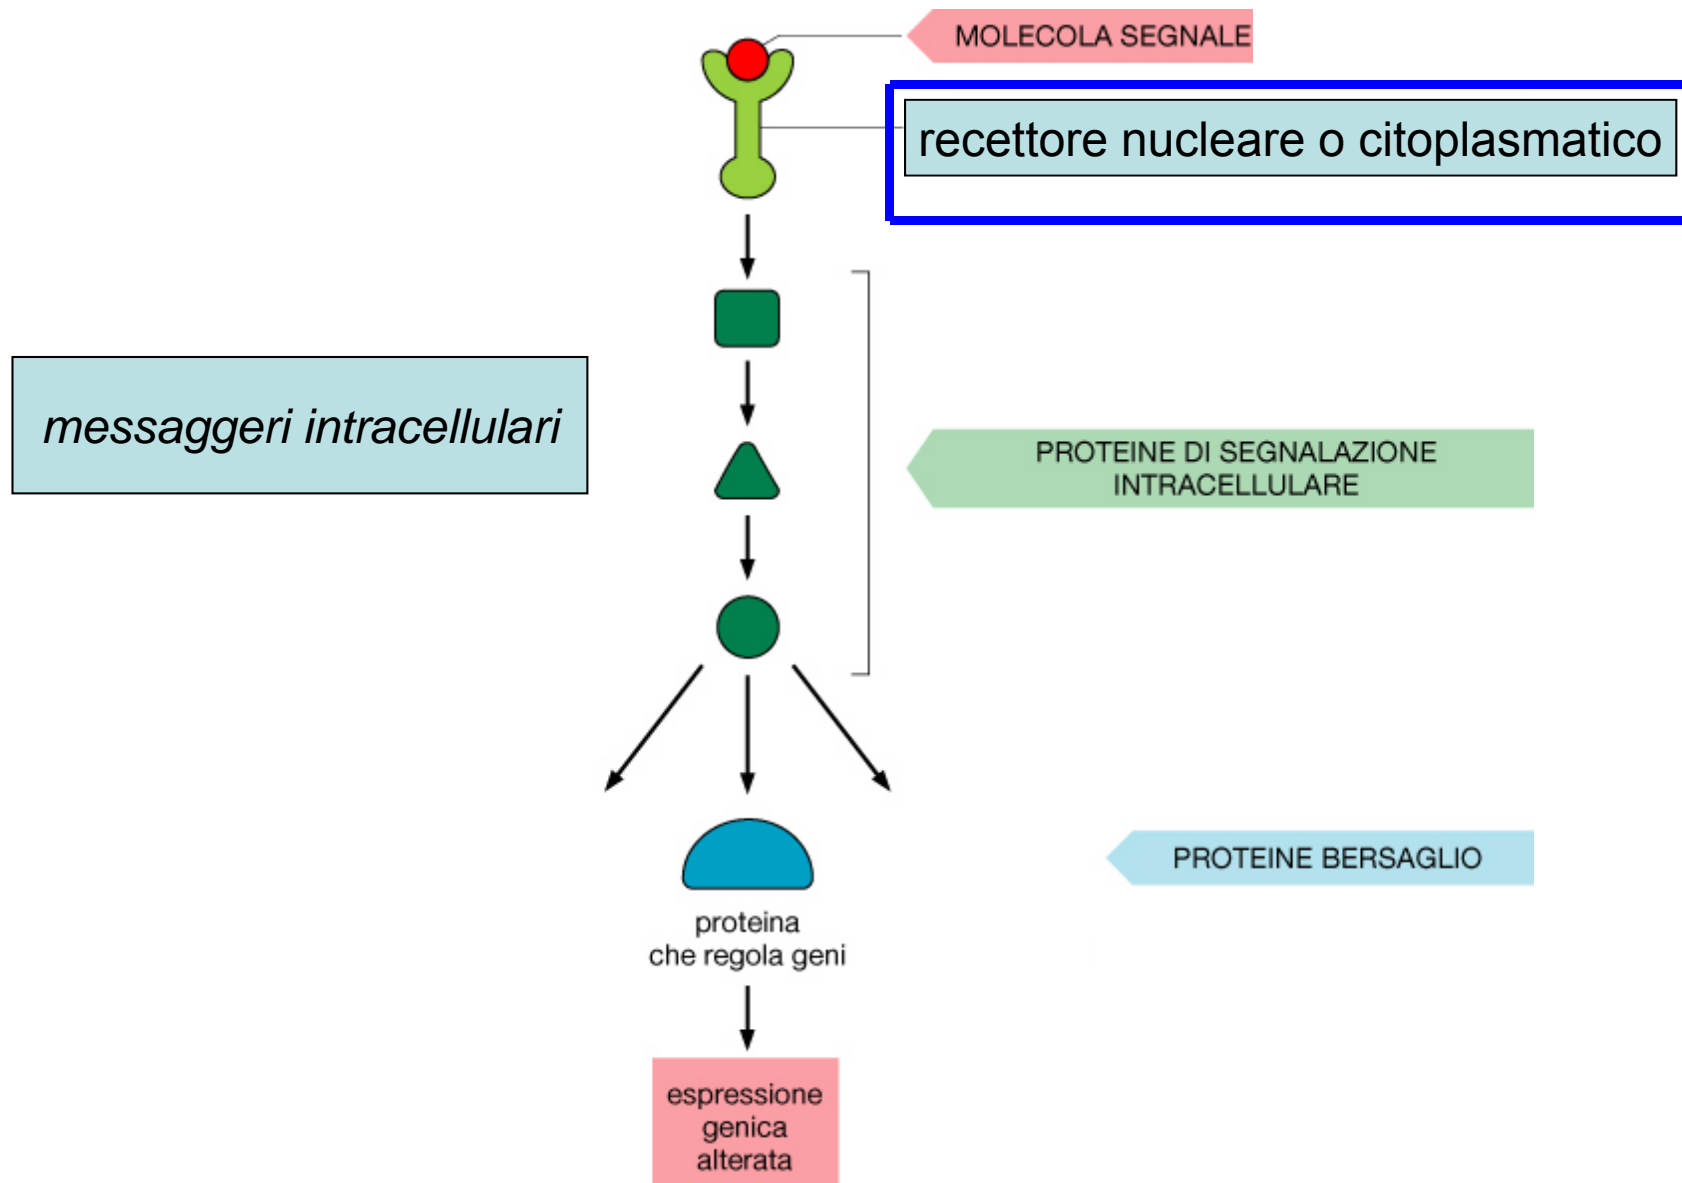 MOLECOLA SEGNALE
recettore nucleare o citoplasmatico
messaggeri intracellulari
PROTEINE DI SEGNALAZIONE
INTRACELLULARE
PROTEINE BERSAGLIO
proteina
che regola geni
espressione
genica
alterata